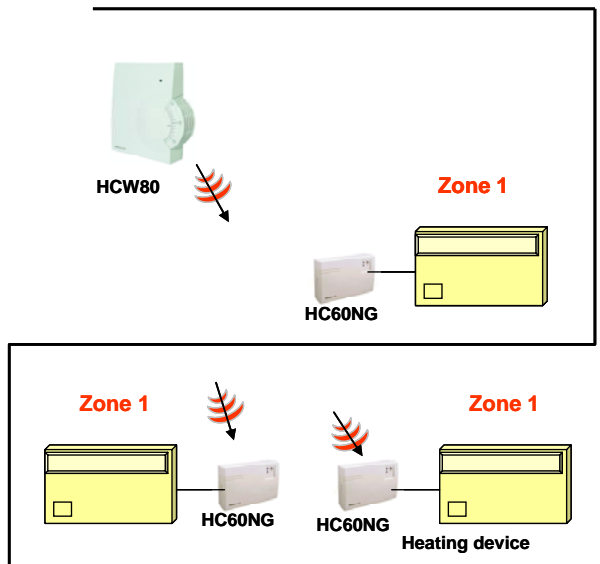 HCW80
Zone 1
HC60NG
Zone 1
Zone 1
HC60NG
HC60NG
Heating device